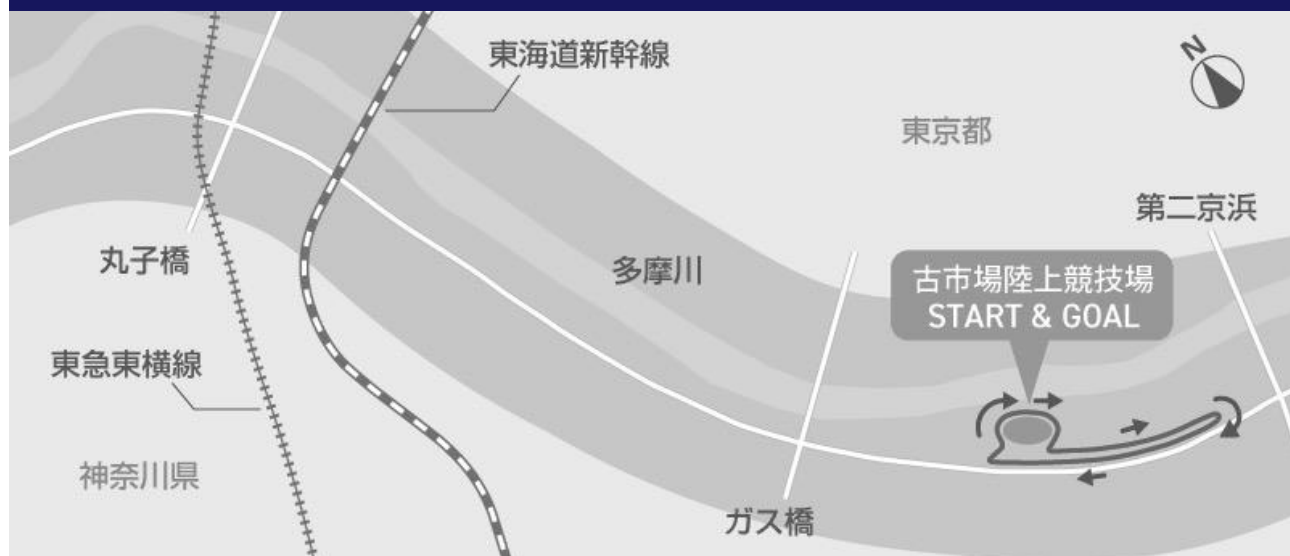 東海道新幹線
N
東京都
第二京浜
丸子橋
多摩川
古市場陸上競技場
START & GOAL
東急東横線
神奈川県
ガス橋